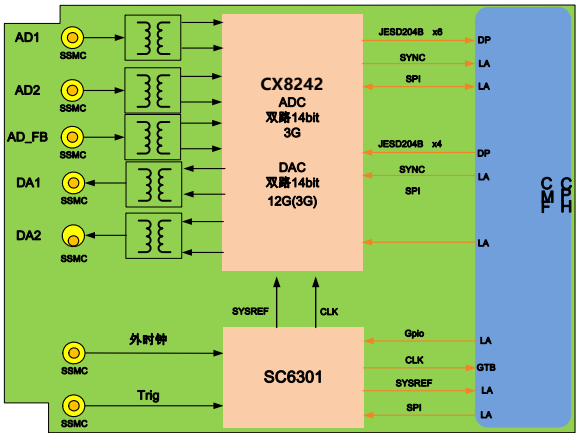 AD1
SSMC
AD2
SSMC
AD_FB
SSMC
DA1
SSMC
DA2
SSMC
CX8242
ADC
双路14bit
3G
DAC
双路14bit
12G(3G)
JESD204B x6
DP
SYNC
LA
SPI
LA
JESD204B x4
DP
SYNC
LA
SPI
LA
CPH
CMF
SYSREF
CLK
外时钟
SSMC
Trig
SSMC
SC6301
Gpio
LA
CLK
GTB
SYSREF
LA
SPI
LA